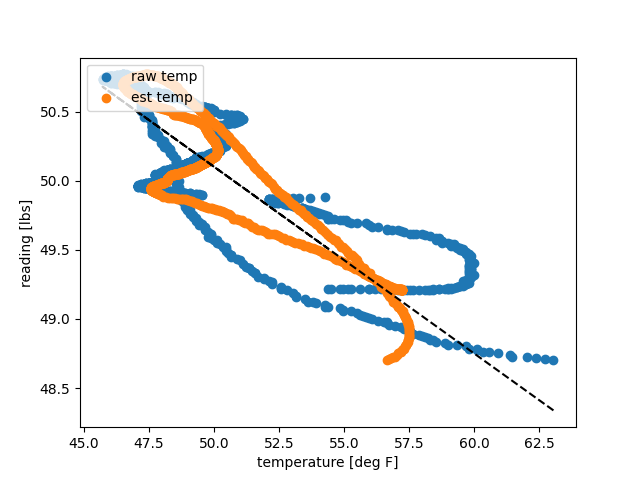 raw temp
est temp
50.5
50.0
49.5
49.0
48.5
reading [lbs]
45.0 47.5 50.0 52.5 55.0 57.5 60.0 62.5
temperature [deg F]